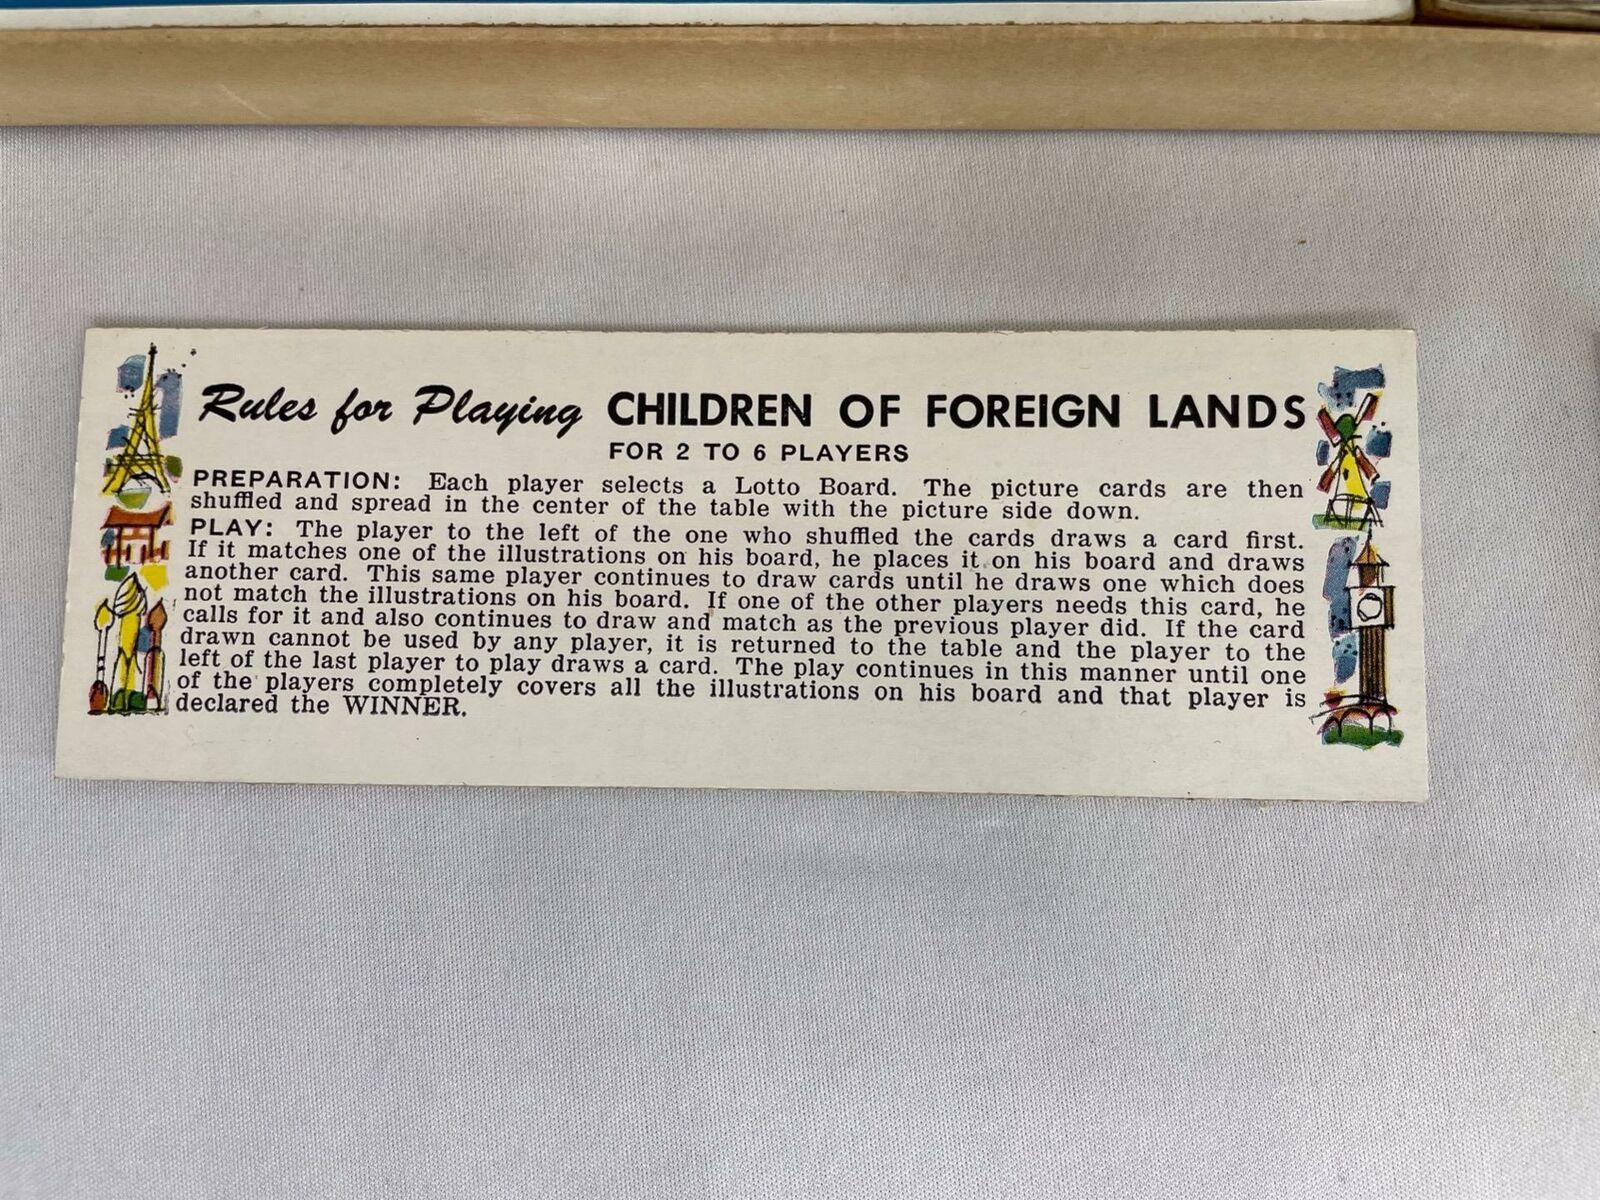 Rules for Playing CHILDREN OF FOREIGN LANDS
FOR 2 TO 6 PLAYERS
PREPARATION: Each player selects a Lotto Board. The picture cards are then
shuffled and spread in the center of the table with the picture side down.
PLAY: The player to the left of the one who shuffled the cards draws a card first.
If it matches one of the illustrations on his board, he places it on his board and draws
another card. This same player continues to draw cards until he draws one which does
not match the illustrations on his board. If one of the other players needs this card, he
calls for it and also continues to draw and match as the previous player did. If the card
drawn cannot be used by any player, it is returned to the table and the player to the
left of the last player to play draws a card. The play continues in this manner until one
of the players completely covers all the illustrations on his board and that player is
declared the WINNER.